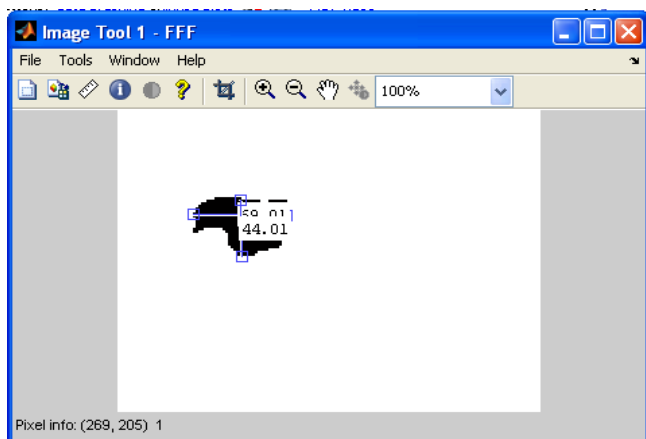 Image Tool 1 - FFF
File Tools Window Help
100%
44.01
Pixel info: (269, 205) 1